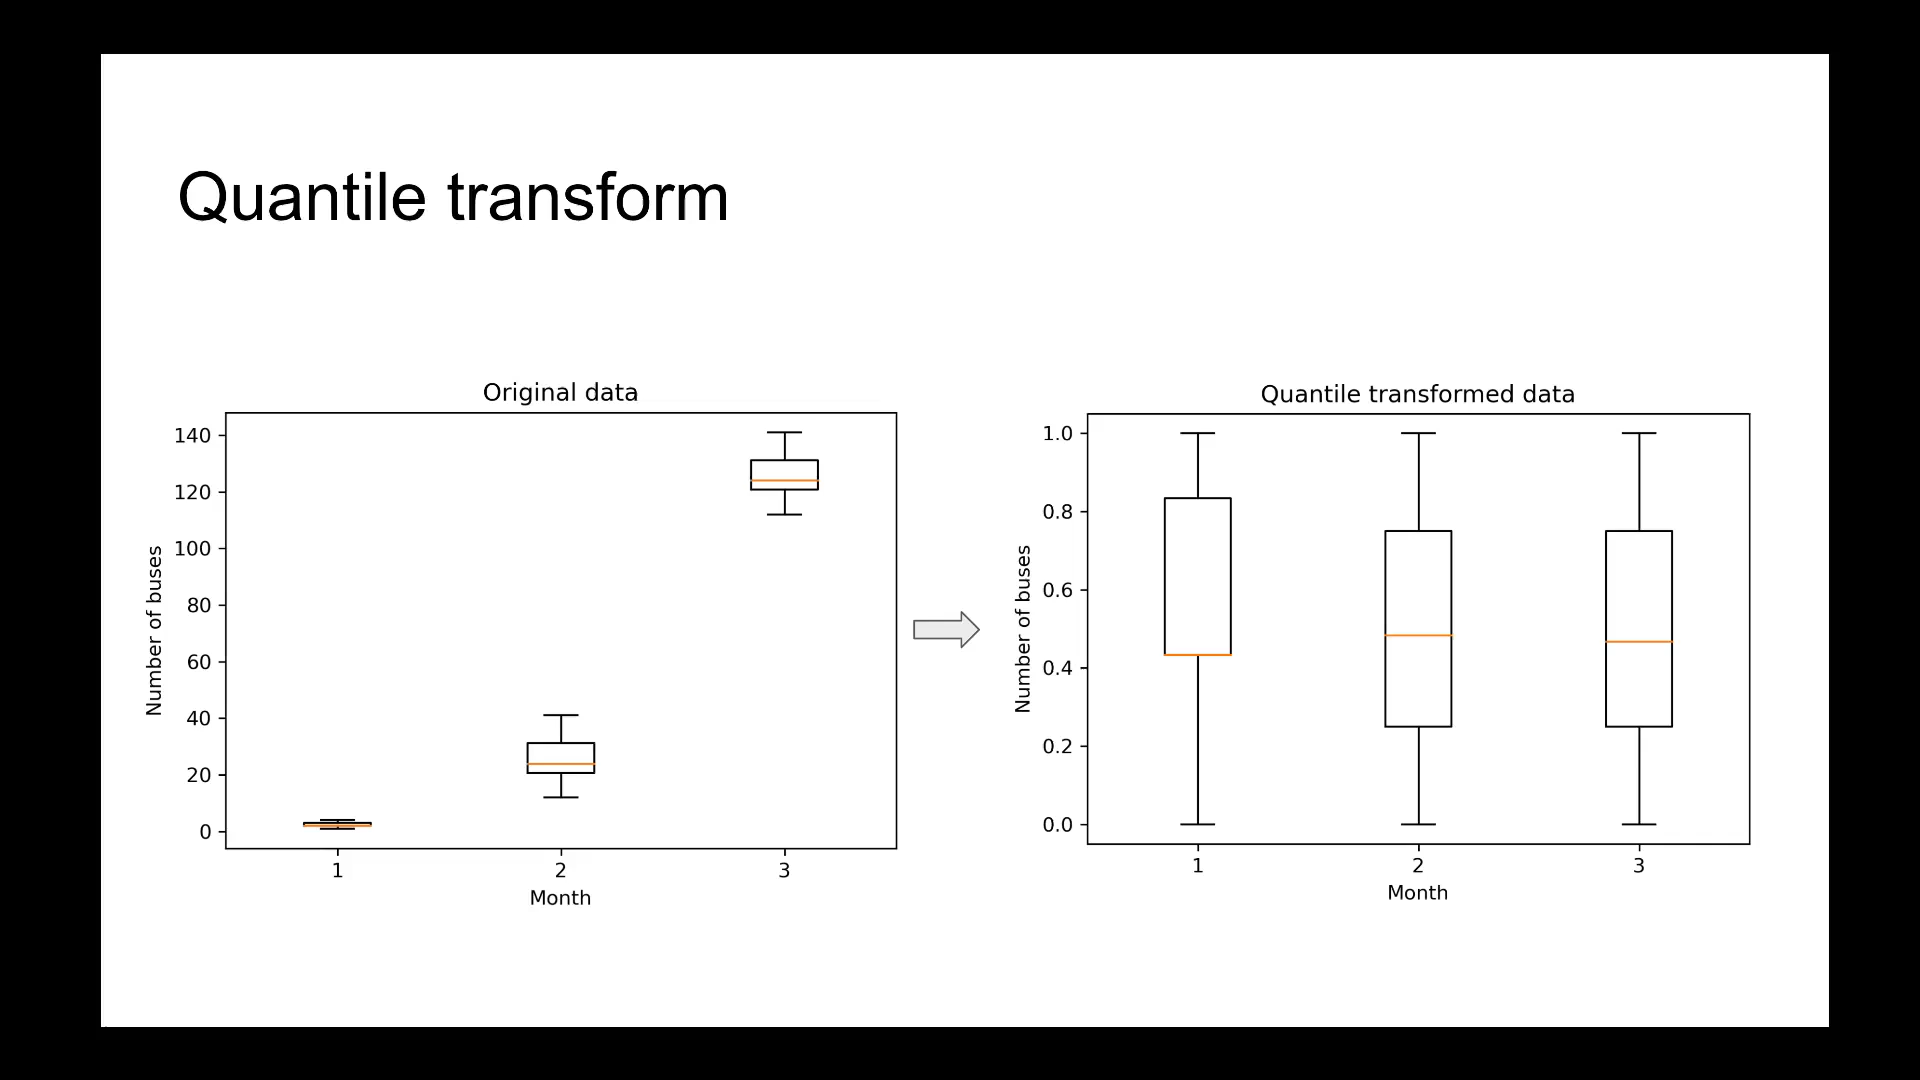 Quantile transform
Original data
140
120
100
80
60
40
20
0
Number of buses
1 2 3
Month
Quantile transformed data
1.0
0.8
0.6
0.4
0.2
0.0
Number of buses
1 2 3
Month